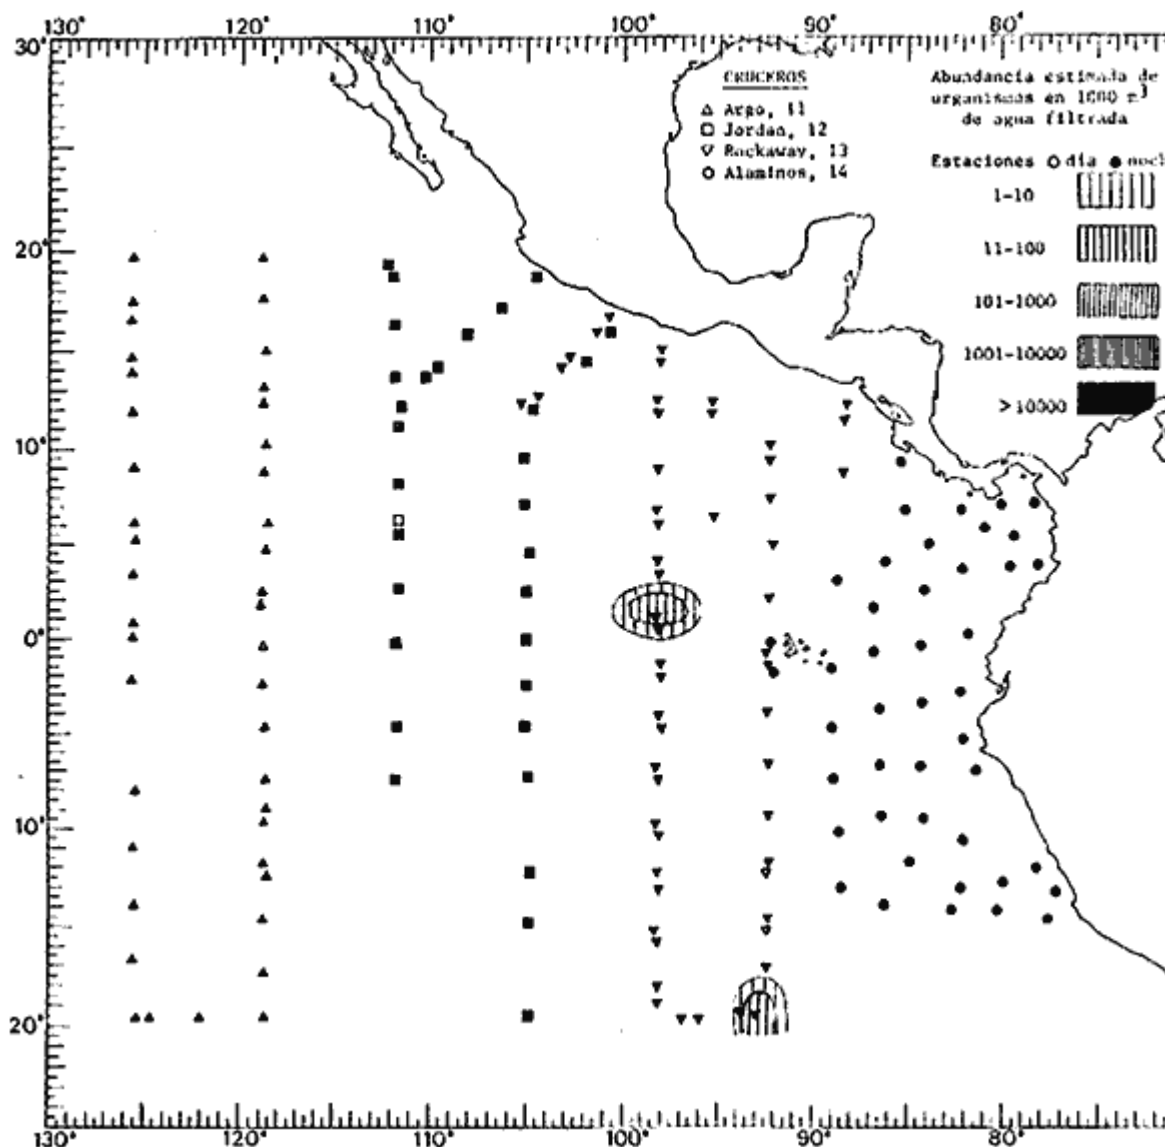 130° 120° 110° 100° 90° 80°
30°
20°
10°
0°
10°
20°
CRUCEROS
△ Argo, 11
□ Jordan, 12
▽ Rockaway, 13
○ Alaminos, 14
Abundancia estimada de
organismos en 1000 m3
de agua filtrada
Estaciones ○ dia ● noch
1-10
11-100
101-1000
1001-10000
>10000
130° 120° 110° 100° 90° 80°